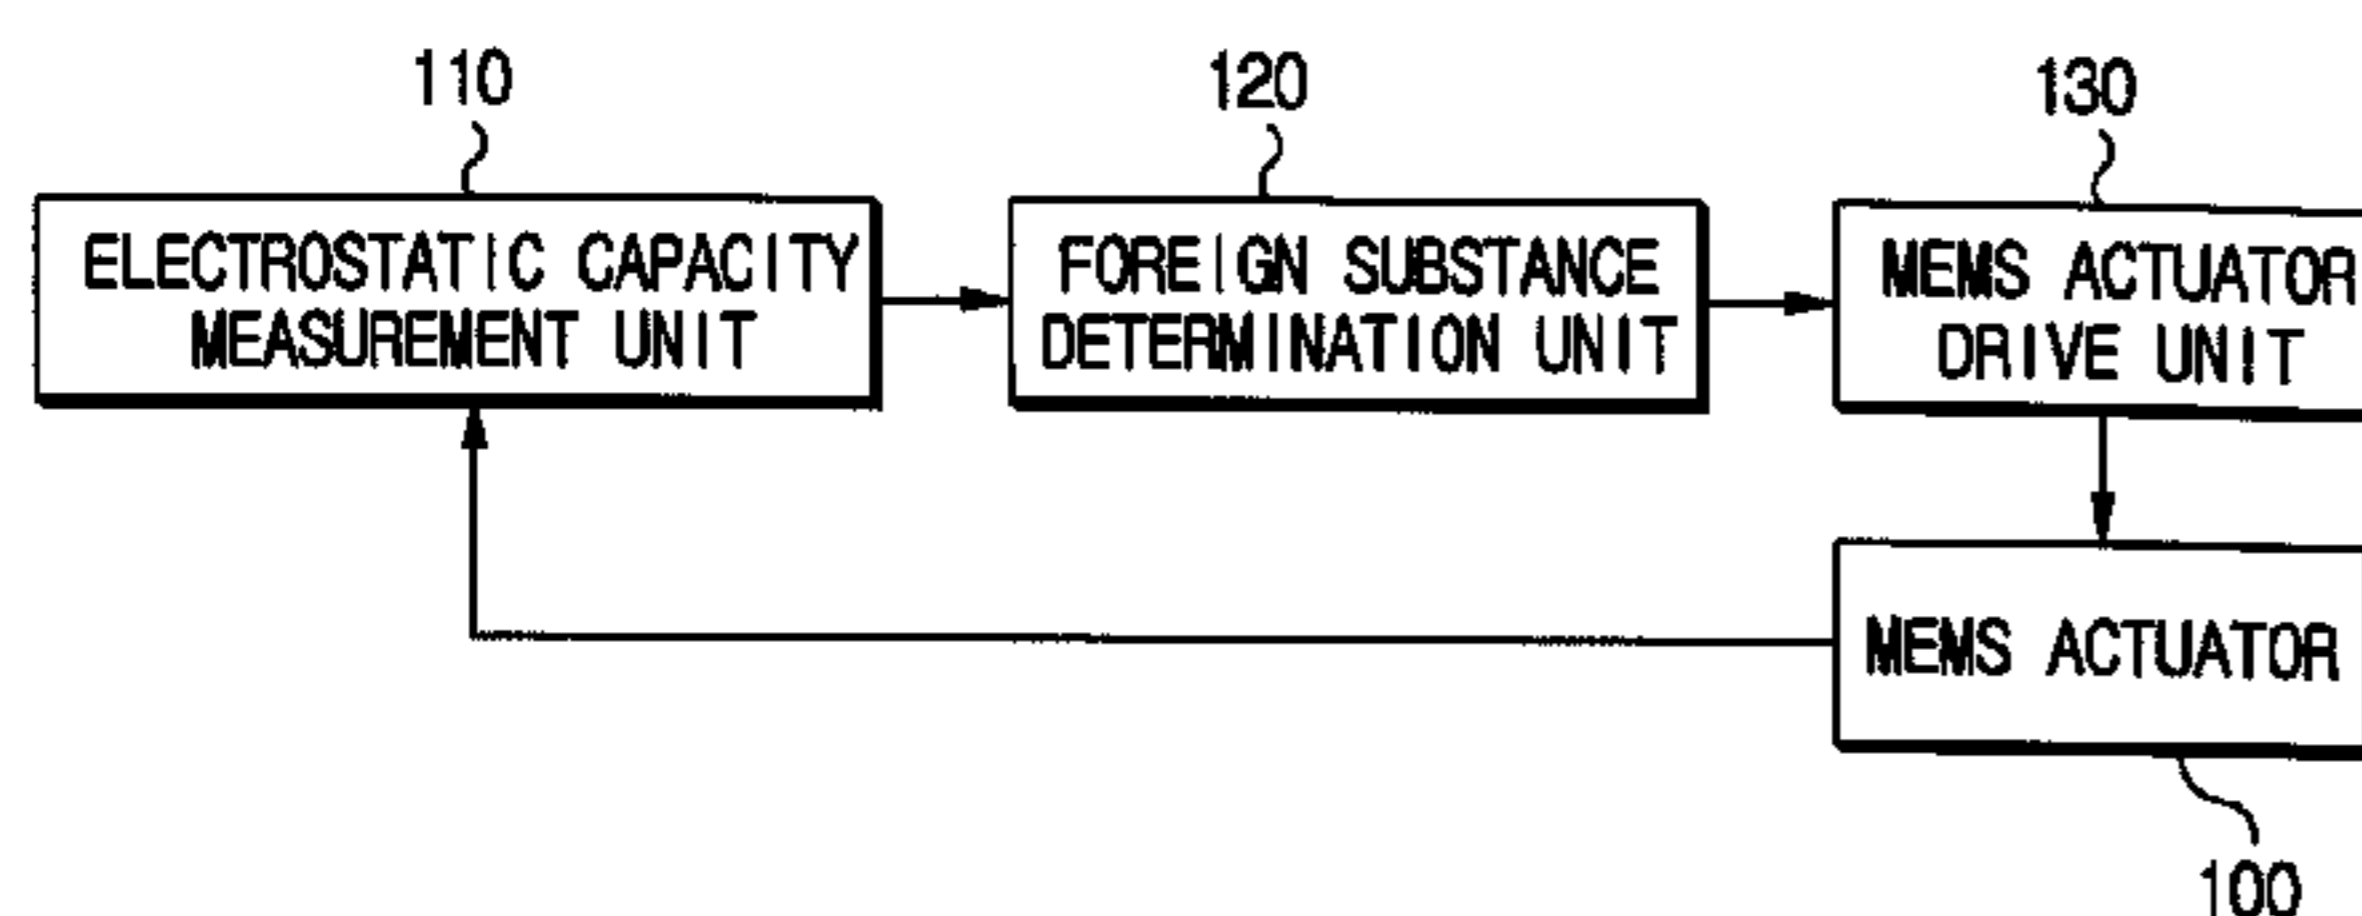 110
120
130
ELECTROSTATIC CAPACITY
MEASUREMENT UNIT
FOREIGN SUBSTANCE
DETERMINATION UNIT
MEMS ACTUATOR
DRIVE UNIT
MEMS ACTUATOR
100